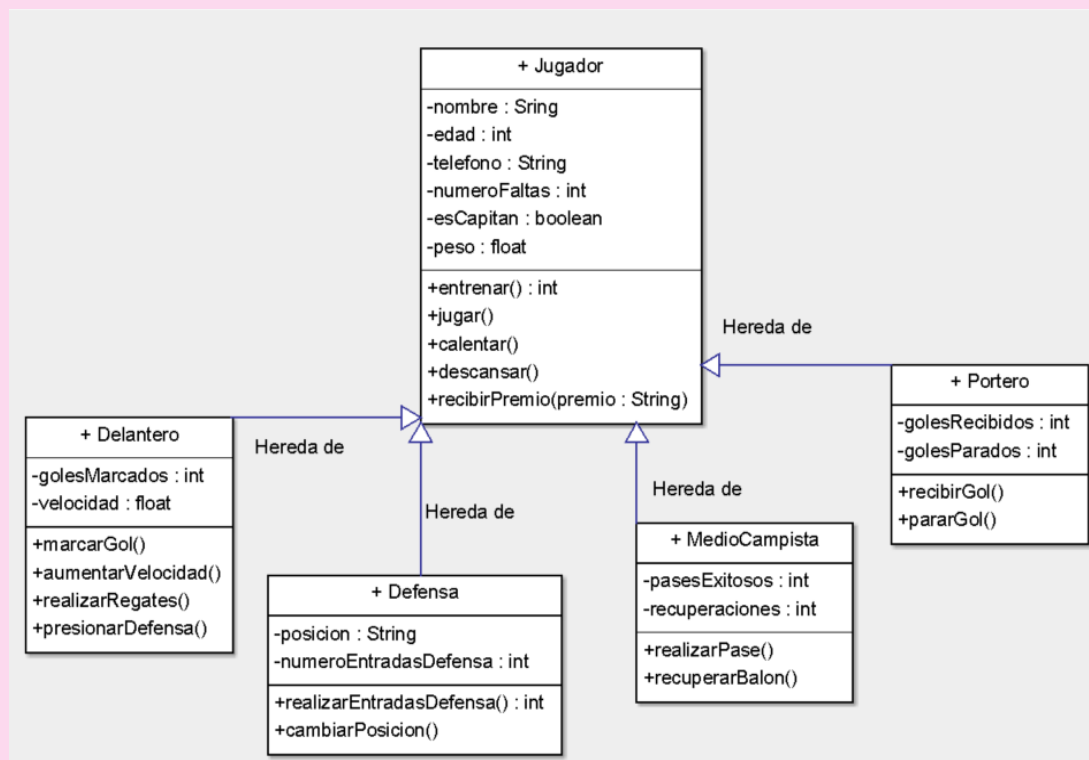 + Jugador
-nombre : Sring
-edad : int
-telefono : String
-numeroFaltas : int
-esCapitan : boolean
-peso : float
+entrenar() : int
+jugar()
+calentar()
+descansar()
+recibirPremio(premio : String)
Hereda de
+ Portero
-golesRecibidos : int
-golesParados : int
+recibirGol()
+pararGol()
+ Delantero
-golesMarcados : int
-velocidad : float
+marcarGol()
+aumentarVelocidad()
+realizarRegates()
+presionarDefensa()
Hereda de
Hereda de
+ Defensa
-posicion : String
-numeroEntradasDefensa : int
+realizarEntradasDefensa() : int
+cambiarPosicion()
Hereda de
+ MedioCampista
-pasesExitosos : int
-recuperaciones : int
+realizarPase()
+recuperarBalon()